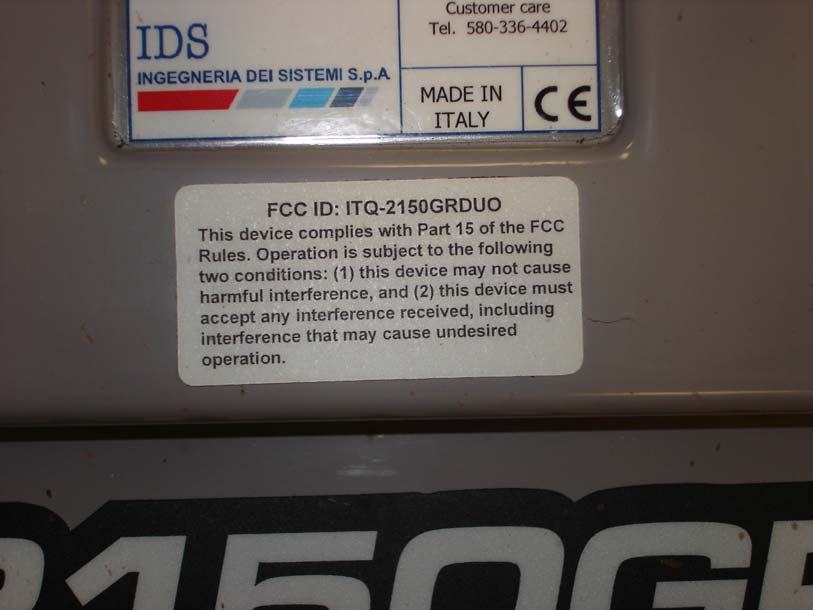 Customer care
Tel. 580-336-4402
IDS
INGEGNERIA DEI SISTEMI S.p.A
MADE IN
ITALY
CE
FCC ID: ITQ-2150GRDUO
This device complies with Part 15 of the FCC
Rules. Operation is subject to the following
two conditions: (1) this device may not cause
harmful interference, and (2) this device must
accept any interference received, including
interference that may cause undesired
operation.
2150GR